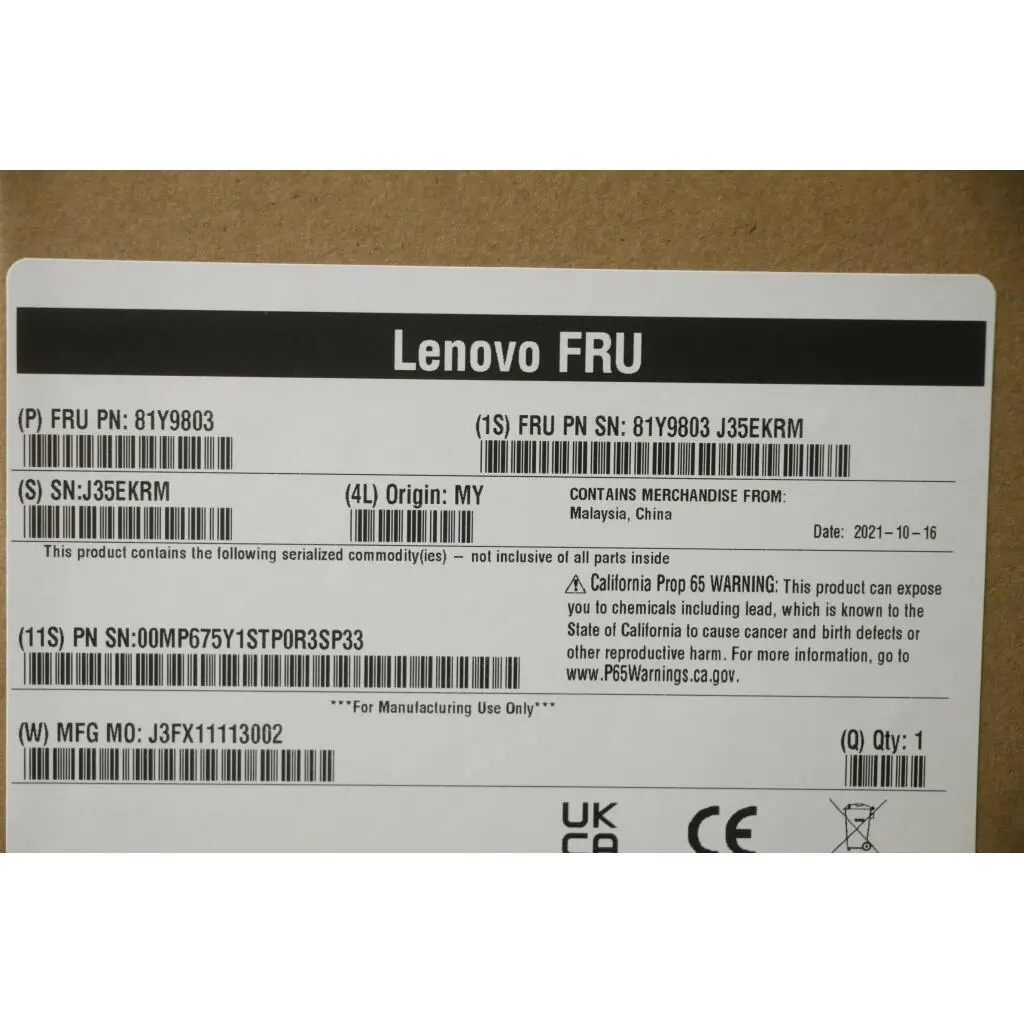 Lenovo FRU
(P) FRU PN: 81Y9803
(1S) FRU PN SN: 81Y9803 J35EKRM
(S) SN:J35EKRM
(4L) Origin: MY
CONTAINS MERCHANDISE FROM:
Malaysia, China
Date: 2021-10-16
This product contains the following serialized commodity(ies) – not inclusive of all parts inside
⚠ California Prop 65 WARNING: This product can expose
you to chemicals including lead, which is known to the
State of California to cause cancer and birth defects or
other reproductive harm. For more information, go to
www.P65Warnings.ca.gov.
(11S) PN SN:00MP675Y1STP0R3SP33
***For Manufacturing Use Only***
(W) MFG MO: J3FX11113002
(Q) Qty: 1
UK
CA
CE